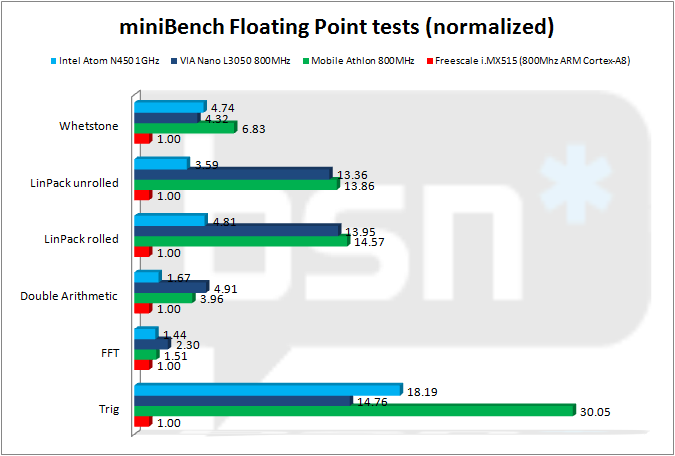 miniBench Floating Point tests (normalized)
Intel Atom N450 1GHz VIA Nano L3050 800MHz Mobile Athlon 800MHz Freescale i.MX515 (800Mhz ARM Cortex-A8)
Whetstone
4.74
4.32
6.83
1.00
LinPack unrolled
3.59
13.36
13.86
1.00
LinPack rolled
4.81
13.95
14.57
1.00
Double Arithmetic
1.67
4.91
3.96
1.00
FFT
1.44
2.30
1.51
1.00
Trig
18.19
14.76
30.05
1.00
bsn*